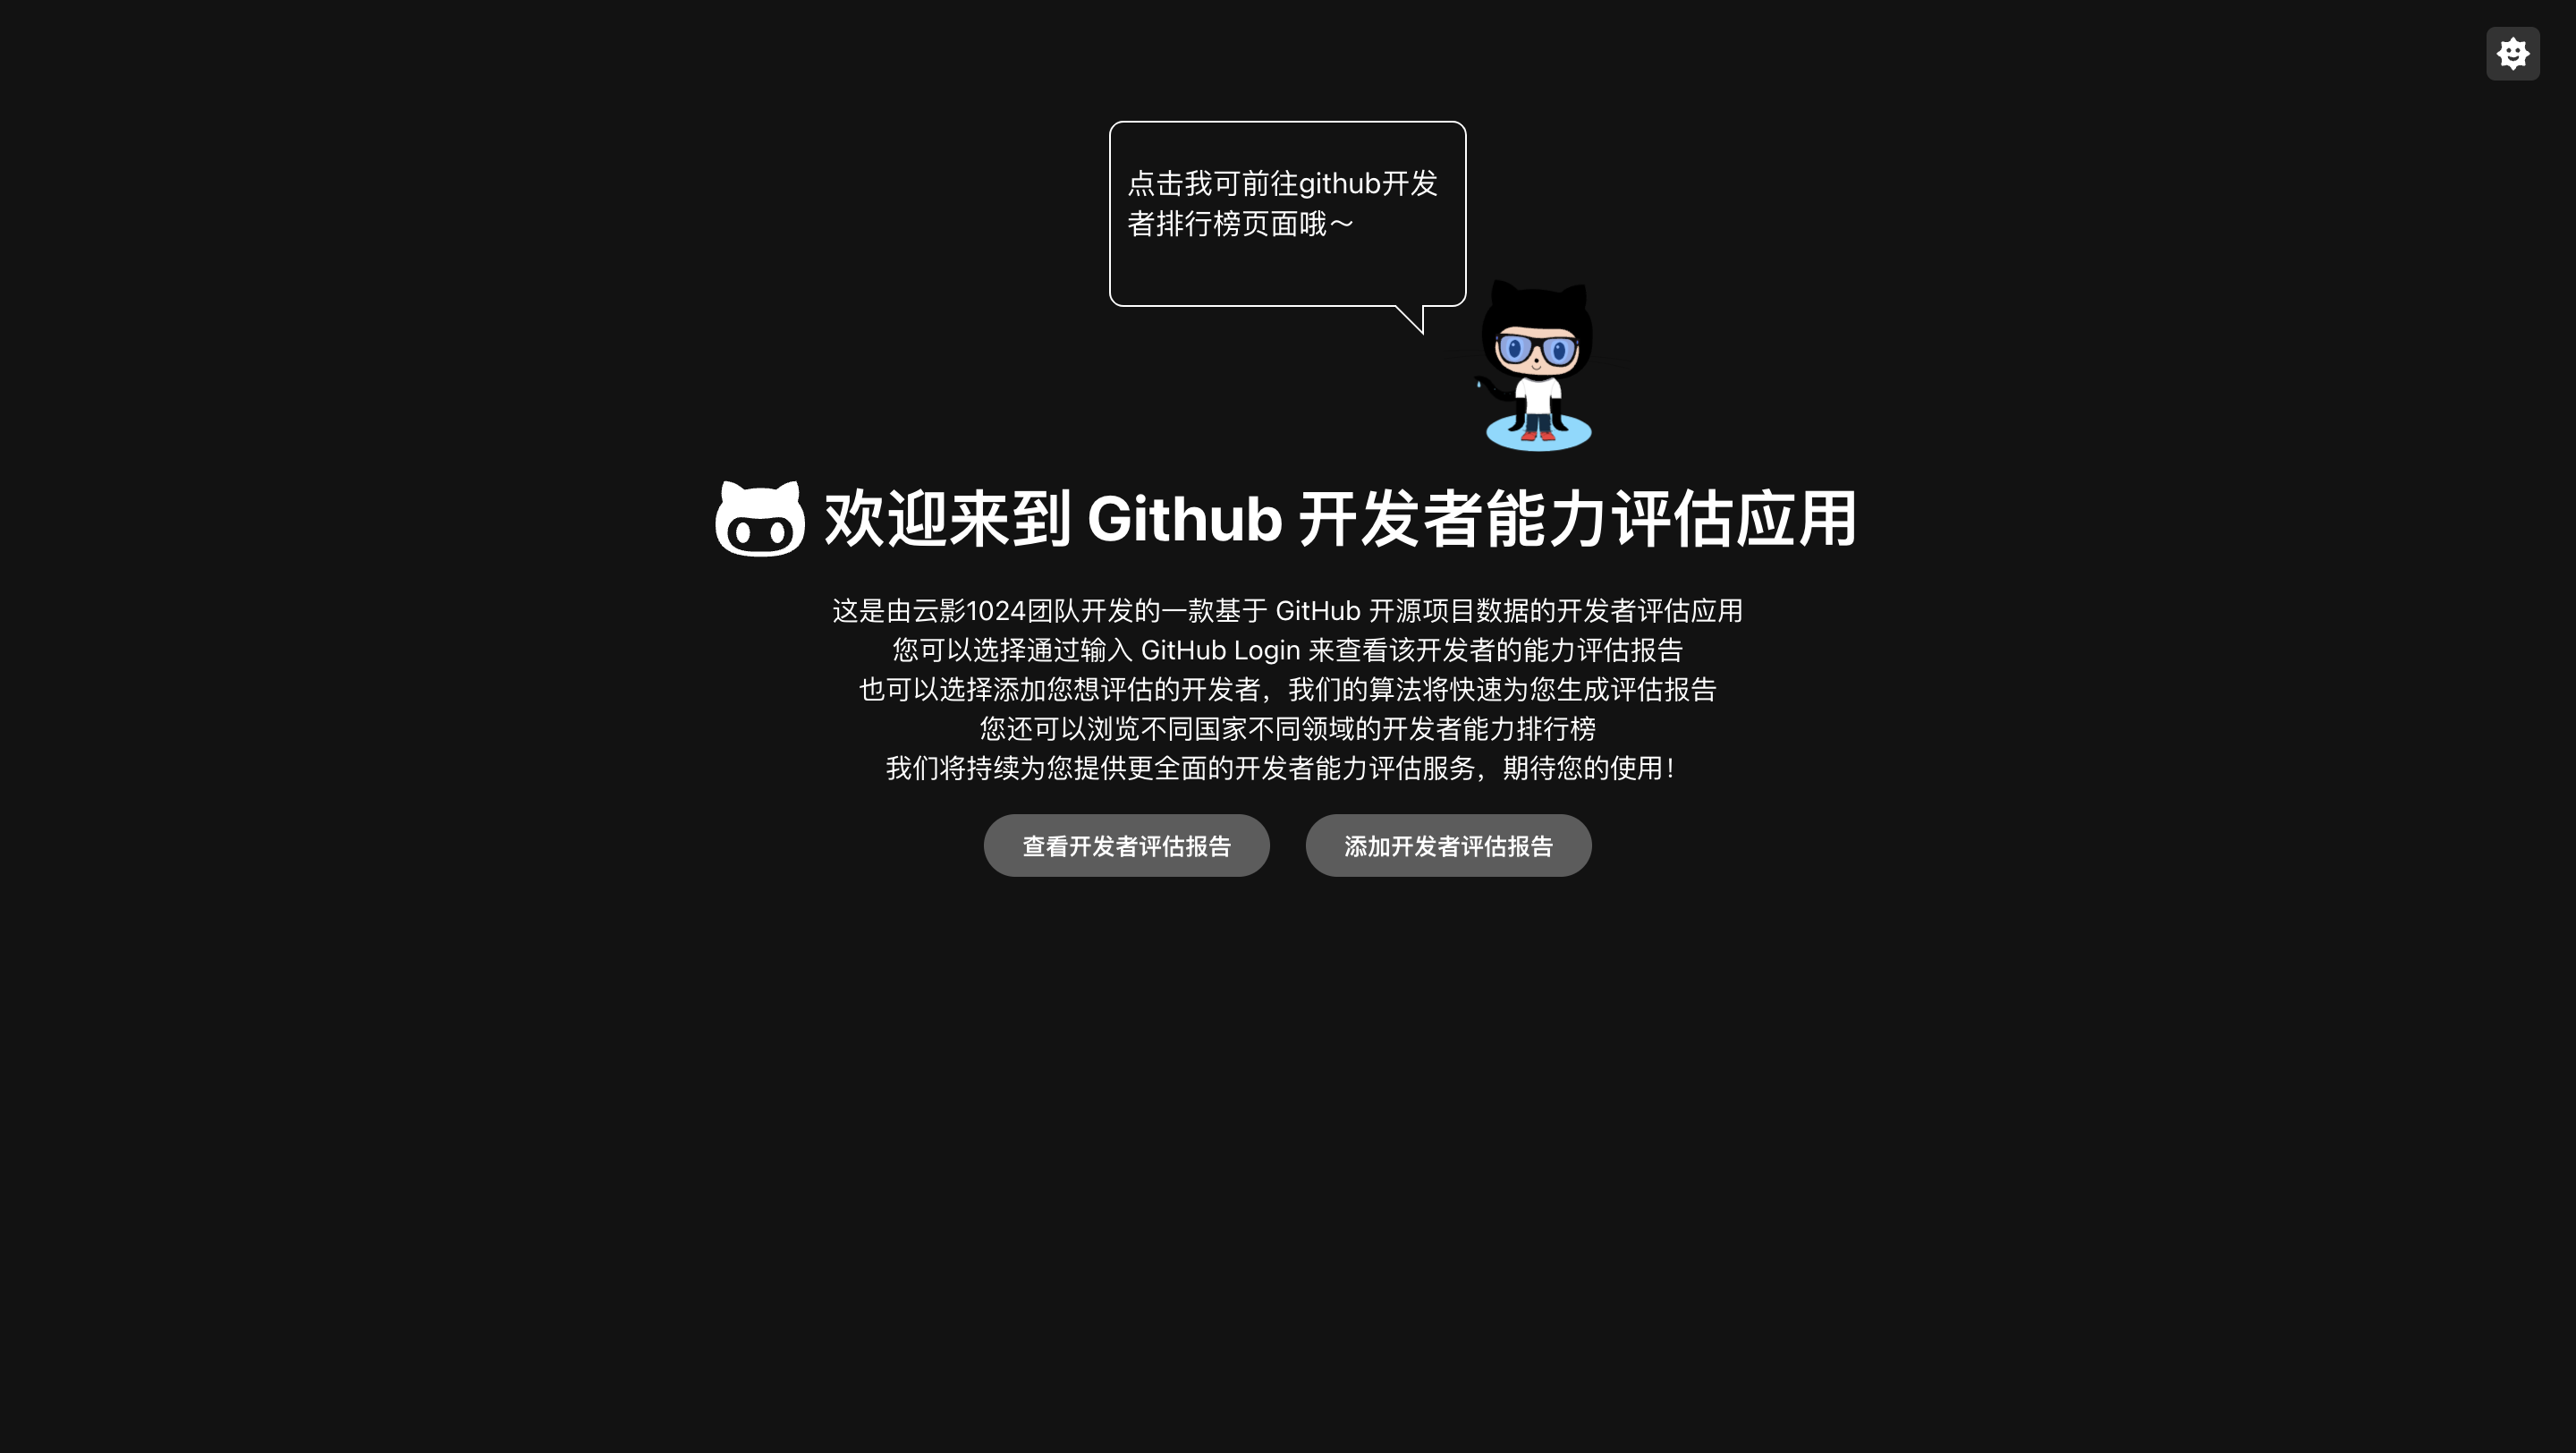 点击我可前往github开发
者排行榜页面哦～
欢迎来到 Github 开发者能力评估应用
这是由云影1024团队开发的一款基于 GitHub 开源项目数据的开发者评估应用
您可以选择通过输入 GitHub Login 来查看该开发者的能力评估报告
也可以选择添加您想评估的开发者，我们的算法将快速为您生成评估报告
您还可以浏览不同国家不同领域的开发者能力排行榜
我们将持续为您提供更全面的开发者能力评估服务，期待您的使用！
查看开发者评估报告
添加开发者评估报告